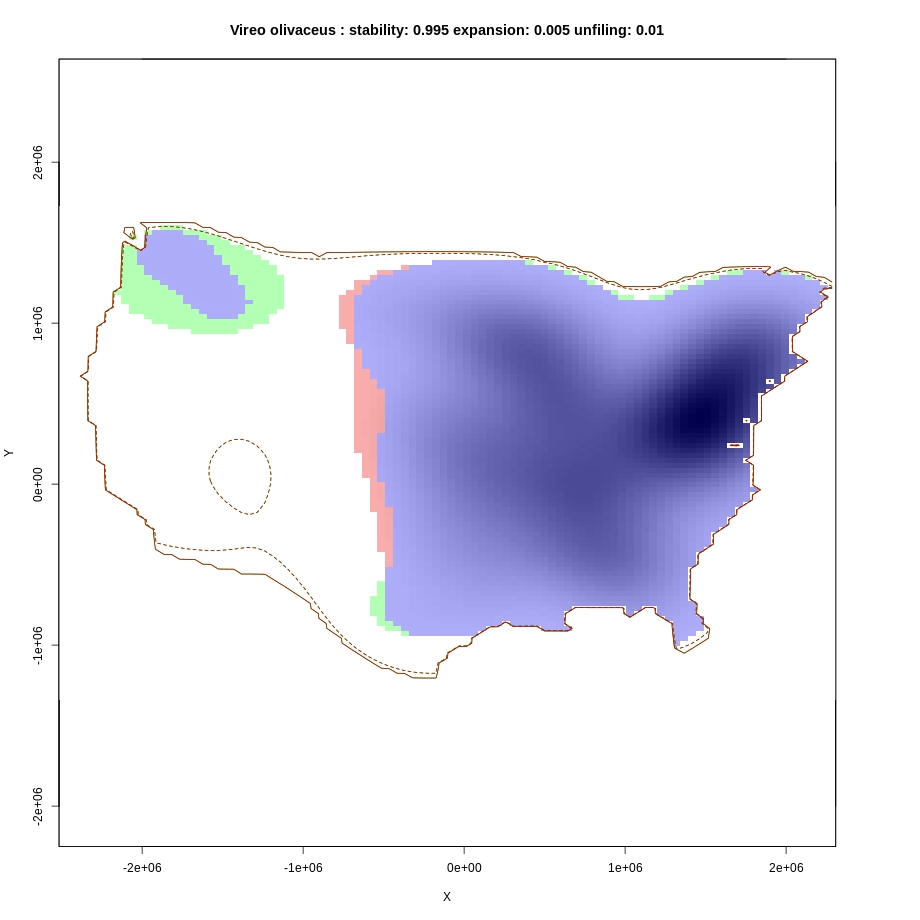 Vireo olivaceus : stability: 0.995 expansion: 0.005 unfiling: 0.01
2e+06
1e+06
0e+00
-1e+06
-2e+06
Y
-2e+06 -1e+06 0e+00 1e+06 2e+06
X